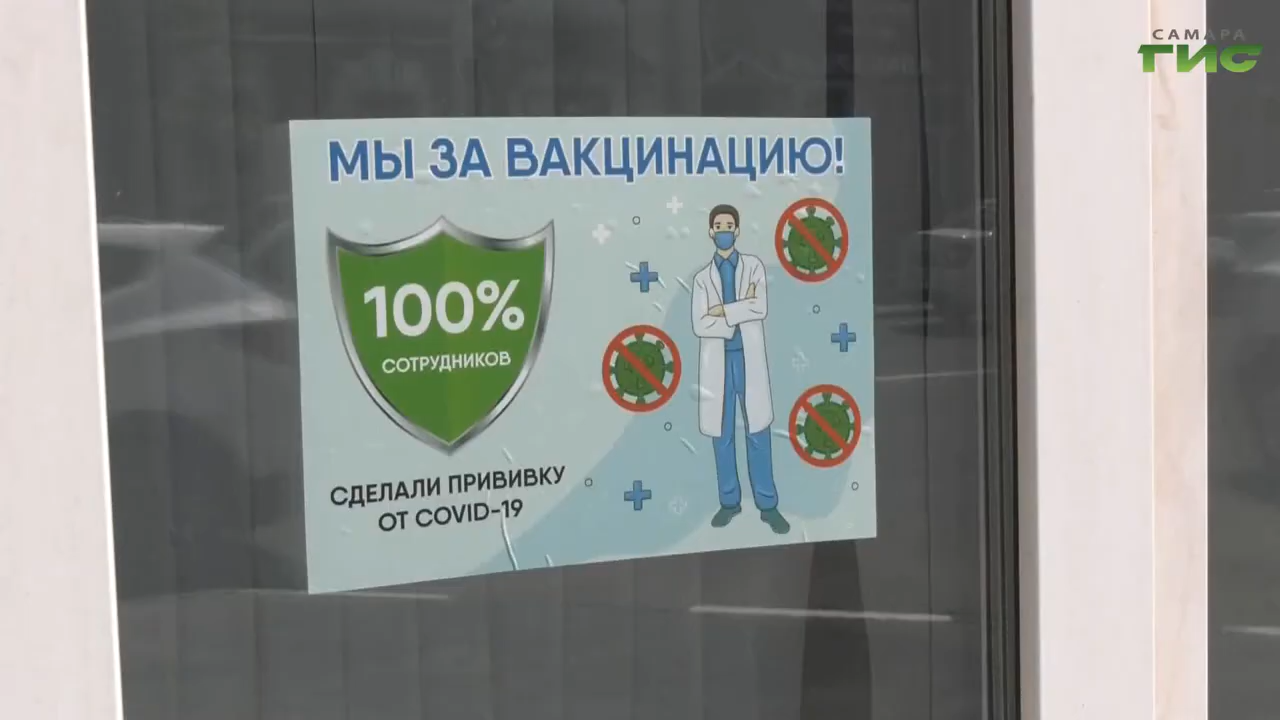 САМАРА
ГИС
МЫ ЗА ВАКЦИНАЦИЮ!
100%
СОТРУДНИКОВ
СДЕЛАЛИ ПРИВИВКУ
ОТ COVID-19